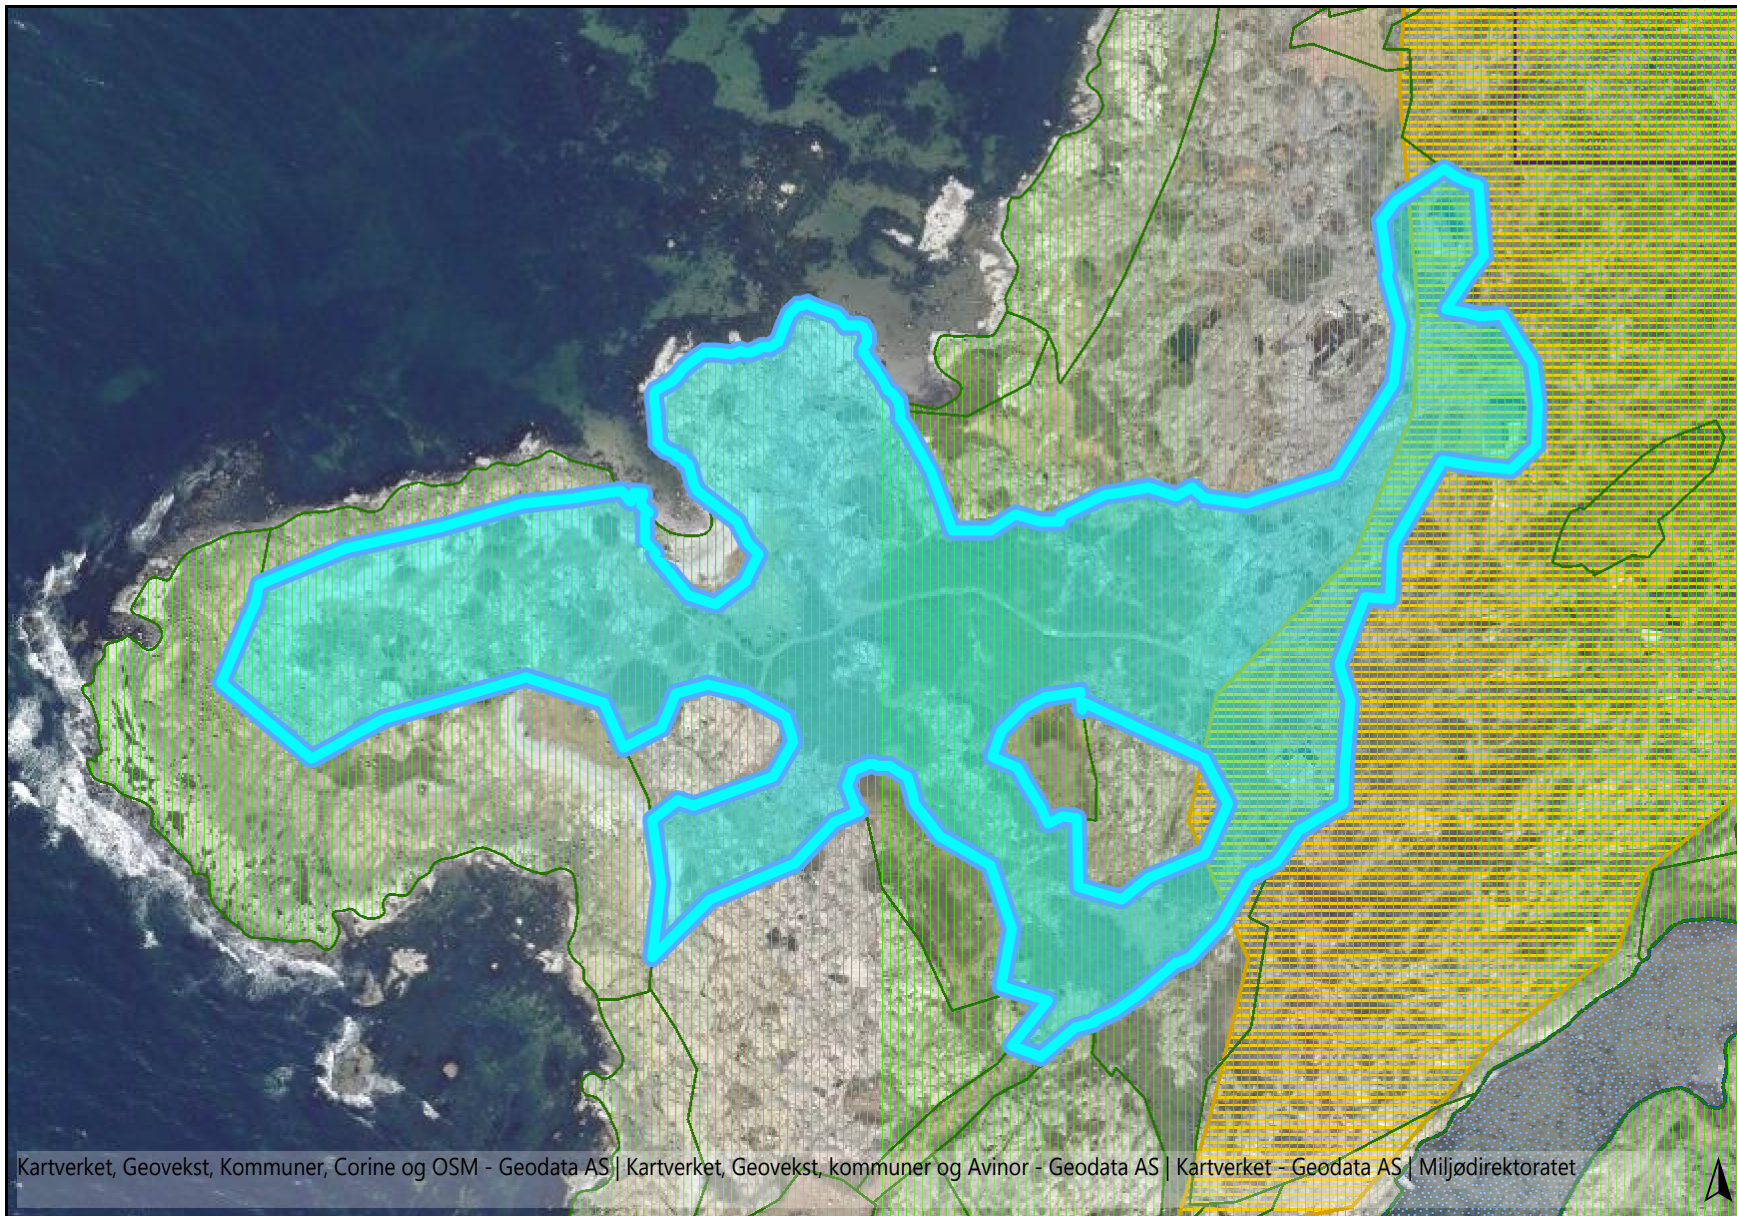 Kartverket, Geovekst, Kommuner, Corine og OSM - Geodata AS | Kartverket, Geovekst, kommuner og Avinor - Geodata AS | Kartverket - Geodata AS | Miljødirektoratet